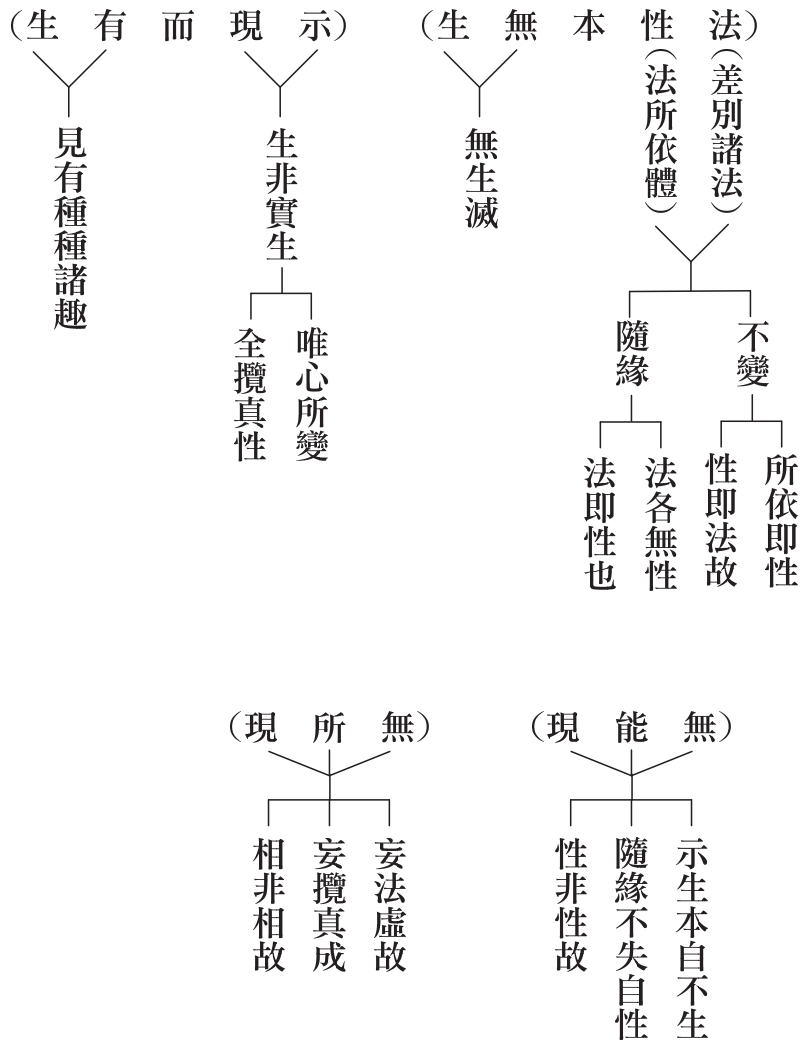 （法性本無生）
（差別諸法）
（法所依體）
不變
所依即性
性即法故
隨緣
法各無性
法即性也
無生滅
（示現而有生）
生非實生
唯心所變
全攬真性
見有種種諸趣
（無能現）
示生本自不生
隨緣不失自性
性非性故
（無所現）
妄法虛故
妄攬真成
相非相故